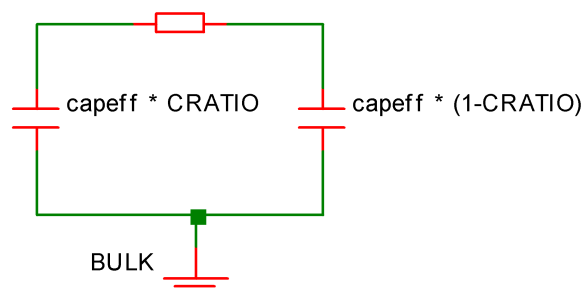 capeff * CRATIO
capeff * (1-CRATIO)
BULK